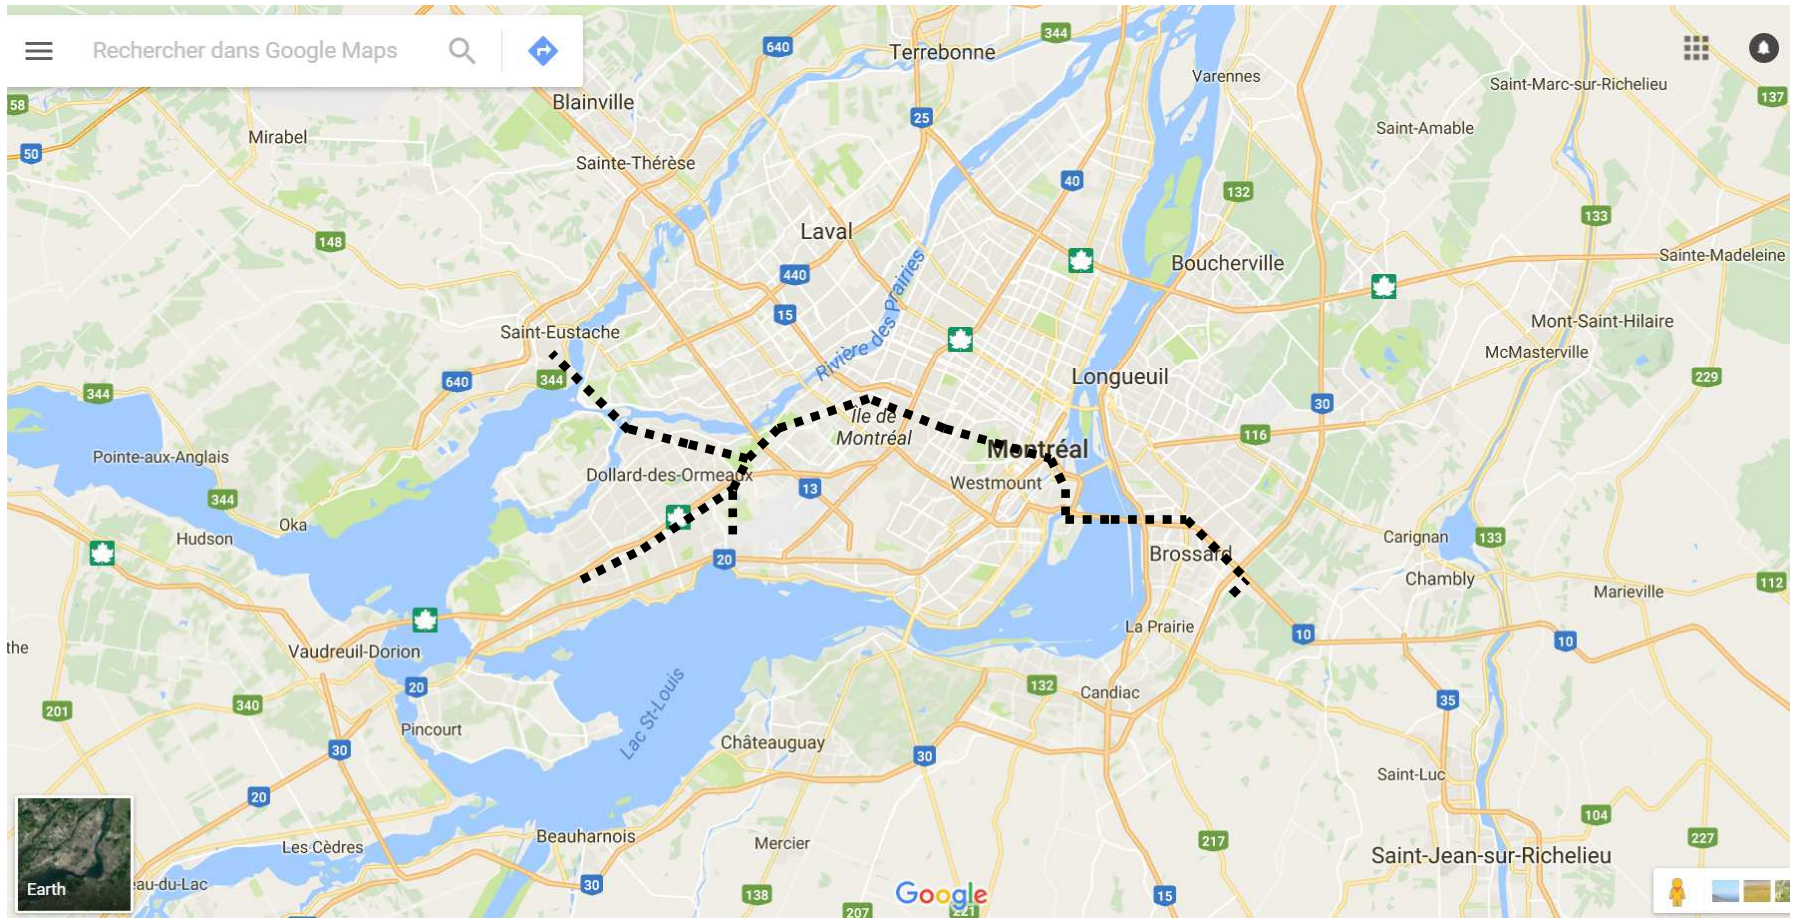 Rechercher dans Google Maps
640
Terrebonne
344
Varennes
Saint-Marc-sur-Richelieu
137
58
Blainville
25
Saint-Amable
Mirabel
50
Sainte-Thérèse
40
132
133
148
Laval
Boucherville
Sainte-Madeleine
440
Rivière des Prairies
15
Saint-Eustache
Mont-Saint-Hilaire
McMasterville
344
640
344
Longueuil
229
30
Île de
Montréal
116
Montréal
Pointe-aux-Anglais
Dollard-des-Ormeaux
Westmount
13
344
Oka
Hudson
Carignan
133
20
Brossard
Chambly
112
Marieville
La Prairie
10
10
the
Vaudreuil-Dorion
20
132
Candiac
35
201
340
Lac St-Louis
Pincourt
Châteauguay
30
30
Saint-Luc
20
104
Beauharnois
Mercier
217
227
Les Cèdres
Saint-Jean-sur-Richelieu
Earth
eau-du-Lac
30
138
Google
15
207
221